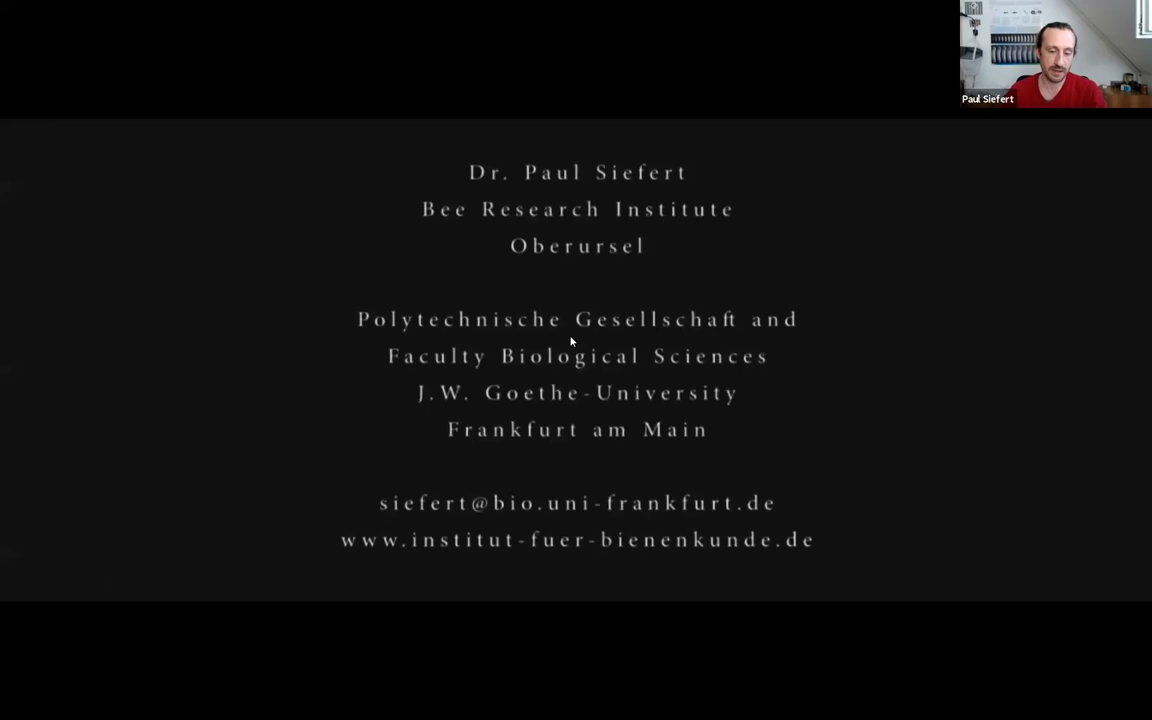 Paul Siefert
Dr. Paul Siefert
Bee Research Institute
Oberursel
Polytechnische Gesellschaft and
Faculty Biological Sciences
J.W. Goethe-University
Frankfurt am Main
siefert@bio.uni-frankfurt.de
www.institut-fuer-bienenkunde.de